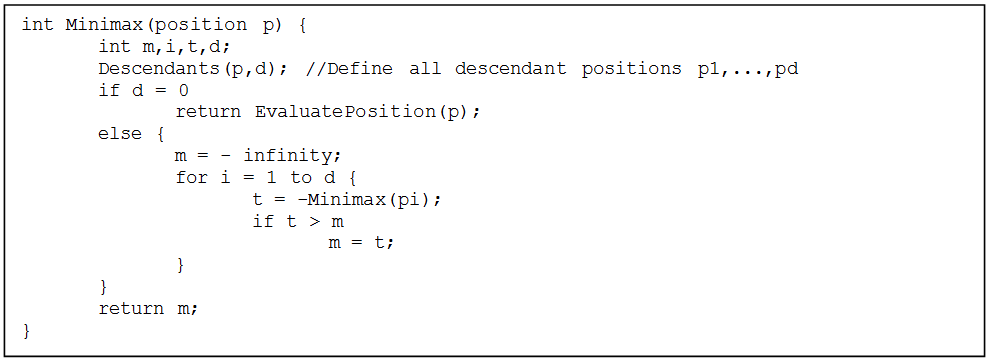 int Minimax(position p) {
int m,i,t,d;
Descendants(p,d); //Define all descendant positions p1,...,pd
if d = 0
return EvaluatePosition(p);
else {
m = - infinity;
for i = 1 to d {
t = -Minimax(pi);
if t > m
m = t;
}
}
return m;
}